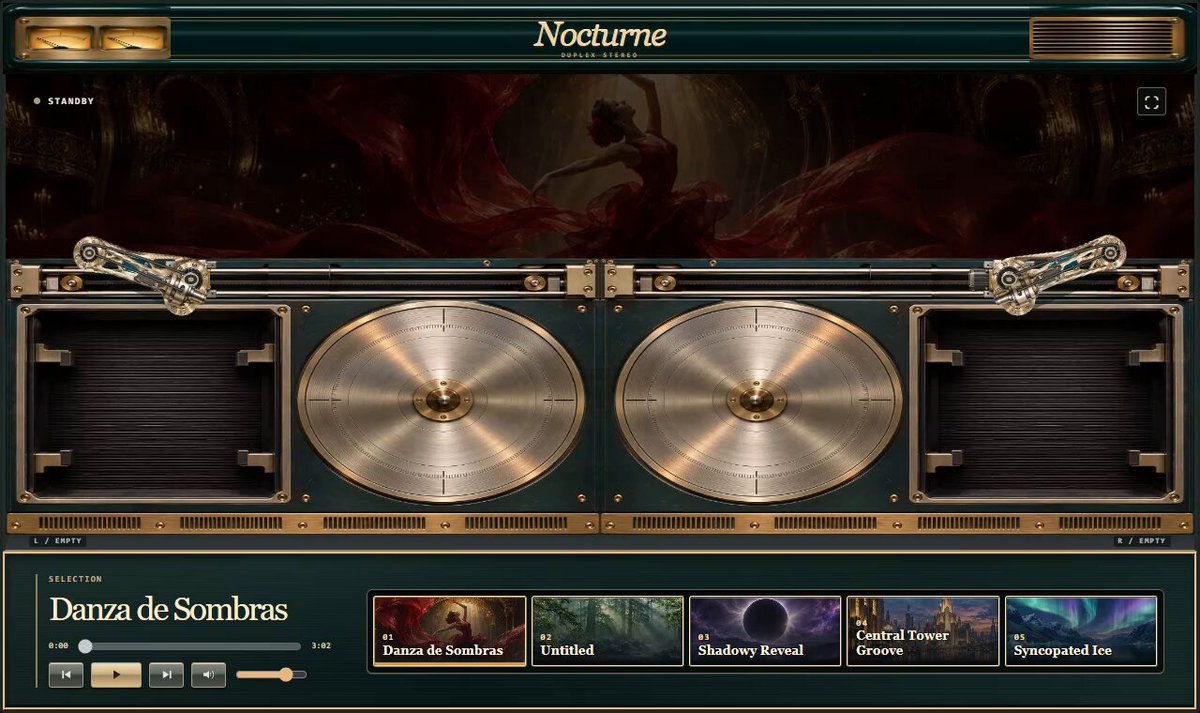 Nocturne
DUPLEX STEREO
STANDBY
L / EMPTY
R / EMPTY
SELECTION
Danza de Sombras
0:00
3:02
01
Danza de Sombras
02
Untitled
03
Shadowy Reveal
04
Central Tower
Groove
05
Syncopated Ice